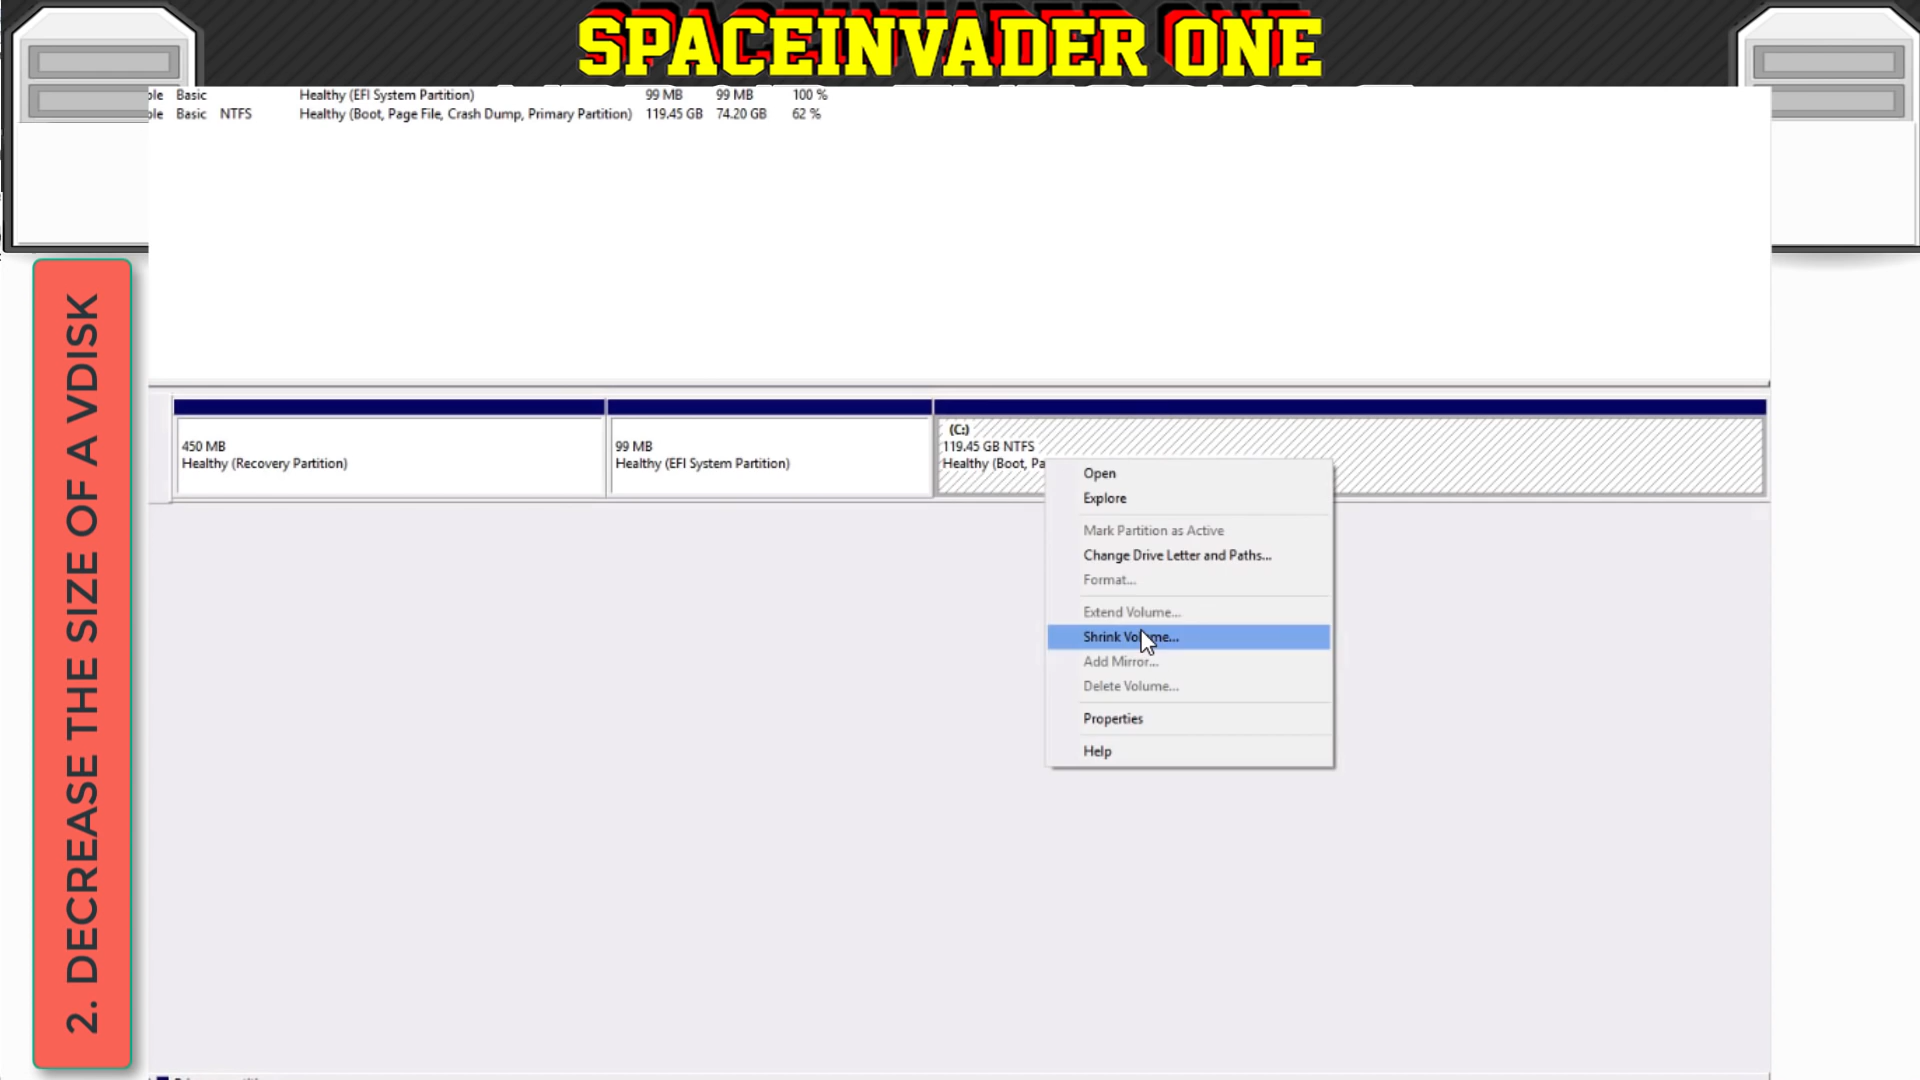 SPACEINVADER ONE
ble Basic Healthy (EFI System Partition) 99 MB 99 MB 100 %
ble Basic NTFS Healthy (Boot, Page File, Crash Dump, Primary Partition) 119.45 GB 74.20 GB 62 %
2. DECREASE THE SIZE OF A VDISK
450 MB
Healthy (Recovery Partition)
99 MB
Healthy (EFI System Partition)
(C:)
119.45 GB NTFS
Healthy (Boot, Pa
Open
Explore
Mark Partition as Active
Change Drive Letter and Paths...
Format...
Extend Volume...
Shrink Volume...
Add Mirror...
Delete Volume...
Properties
Help